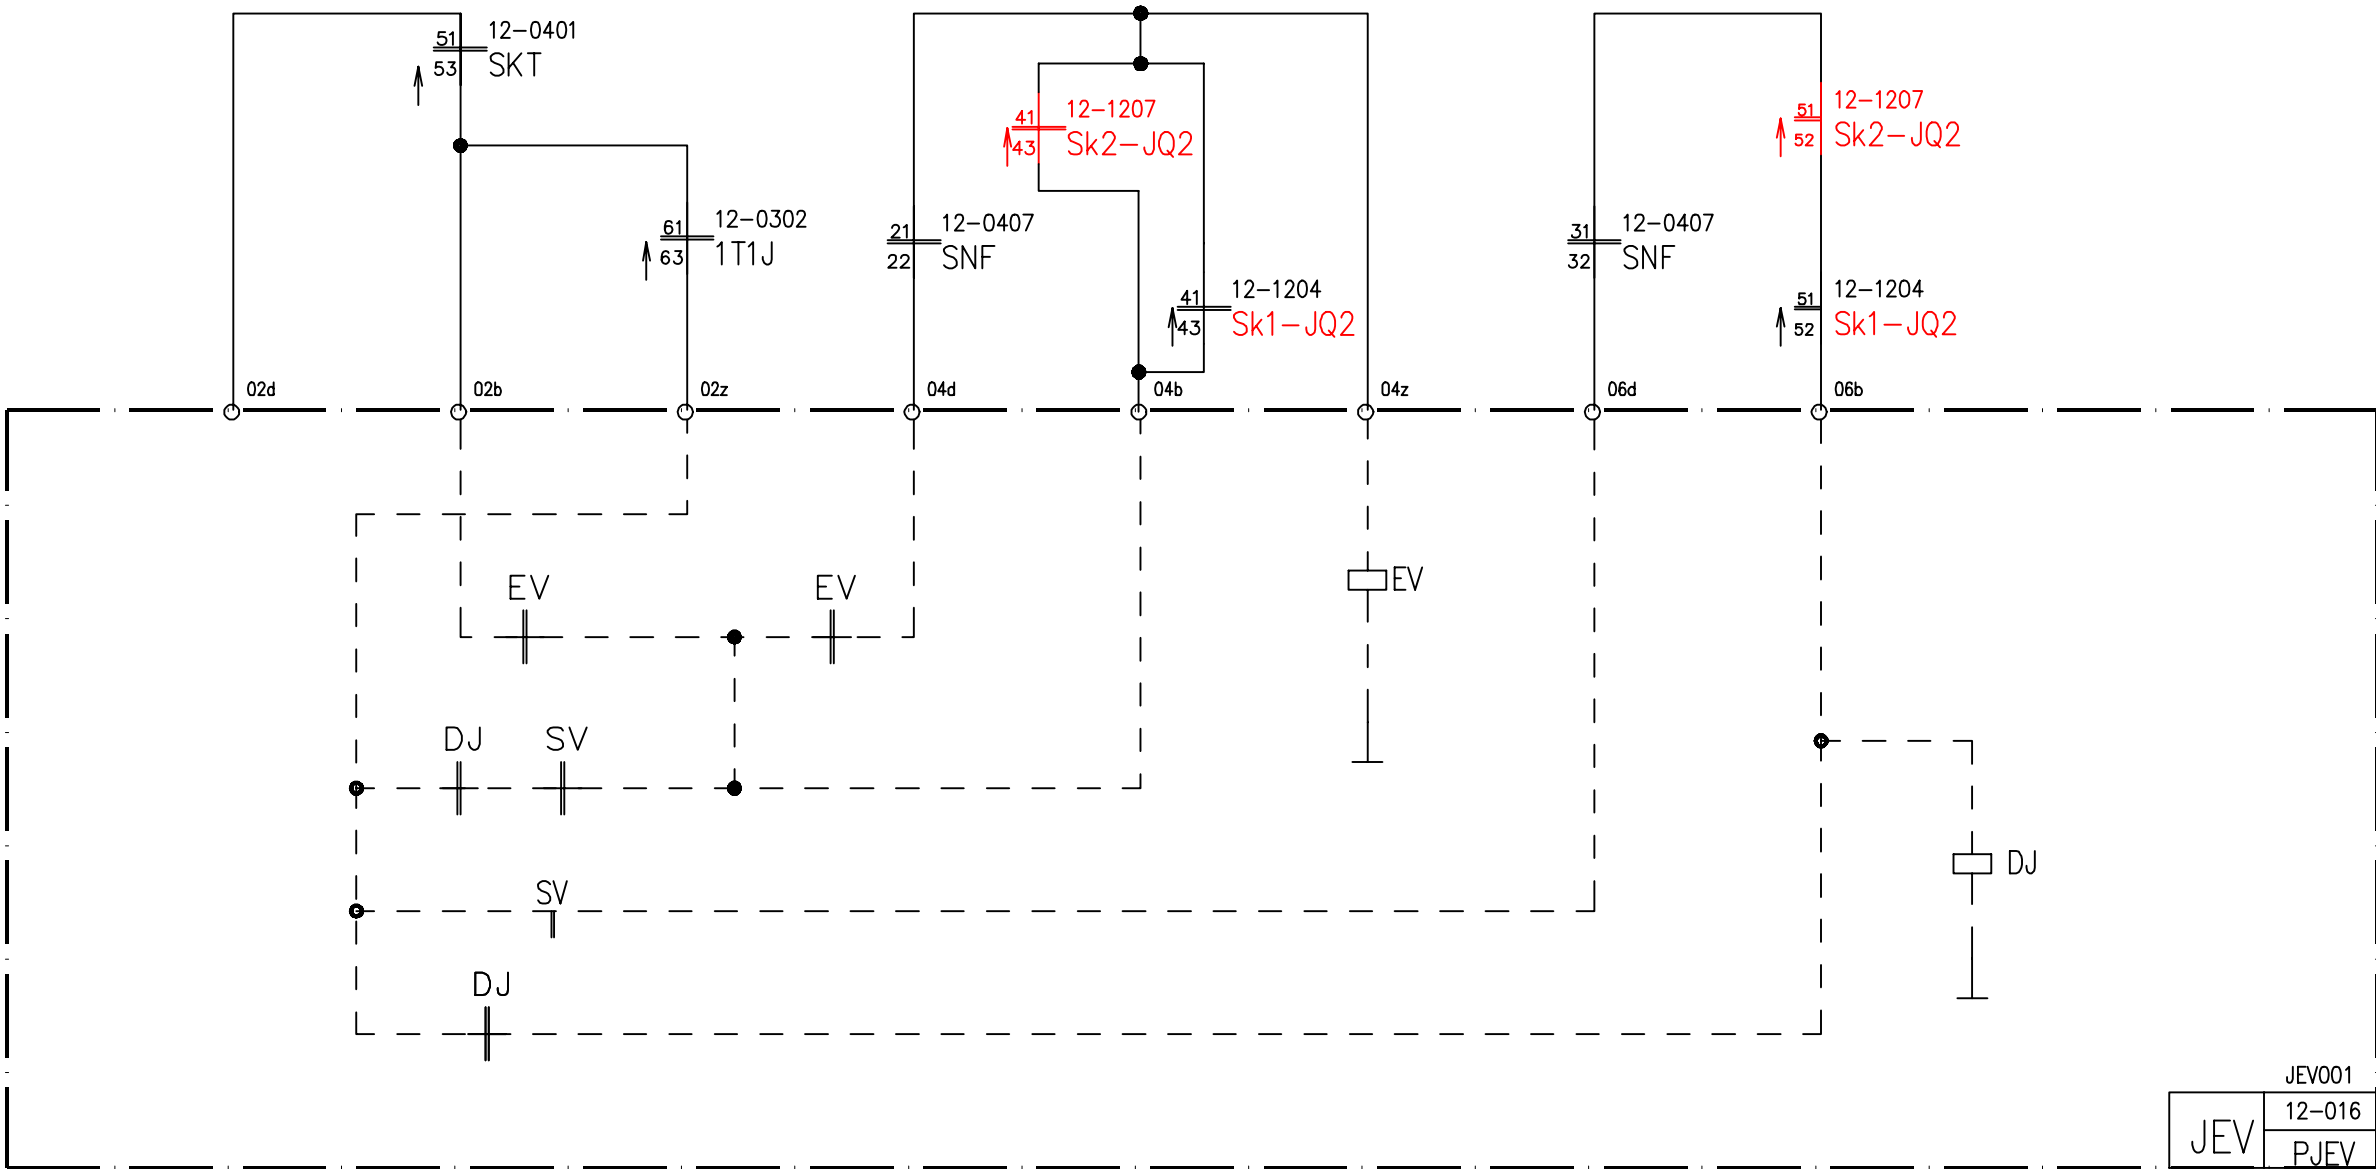 51
12-0401
53
SKT
41
12-1207
43
Sk2-JQ2
51
12-1207
52
Sk2-JQ2
61
12-0302
63
1T1J
21
12-0407
22
SNF
31
12-0407
32
SNF
41
12-1204
43
Sk1-JQ2
51
12-1204
52
Sk1-JQ2
02d
02b
02z
04d
04b
04z
06d
06b
EV
EV
EV
DJ
SV
SV
DJ
DJ
JEV001
JEV
12-016
PJEV